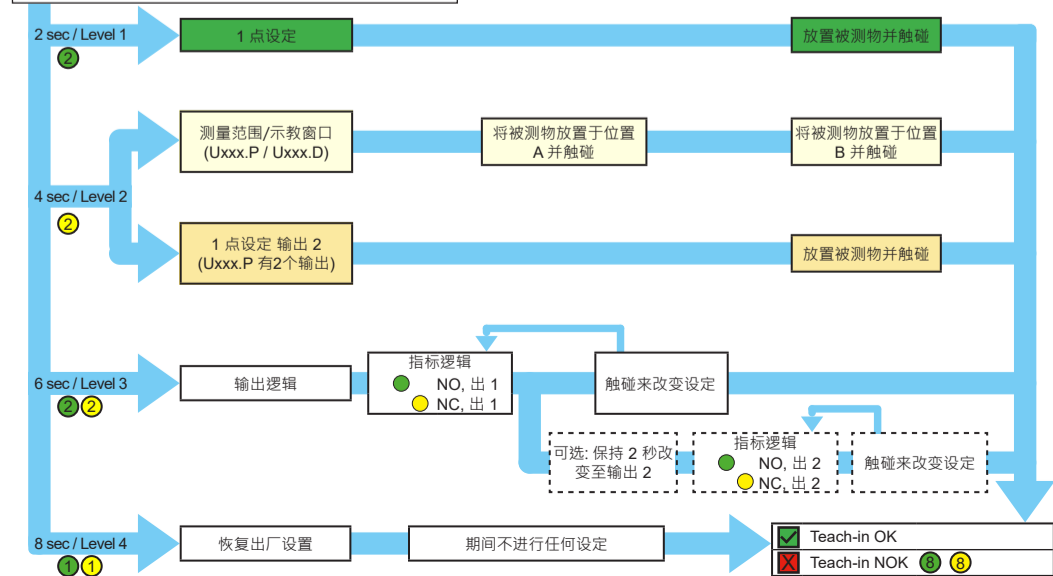 2 sec / Level 1
2
1 点设定
放置被测物并触碰
测量范围/示教窗口
(Uxxx.P / Uxxx.D)
将被测物放置于位置
A 并触碰
将被测物放置于位置
B 并触碰
4 sec / Level 2
2
1 点设定 输出 2
(Uxxx.P 有2个输出)
放置被测物并触碰
6 sec / Level 3
2 2
输出逻辑
指标逻辑
NO, 出 1
NC, 出 1
触碰来改变设定
可选: 保持 2 秒改
变至输出 2
指标逻辑
NO, 出 2
NC, 出 2
触碰来改变设定
8 sec / Level 4
1 1
恢复出厂设置
期间不进行任何设定
Teach-in OK
X Teach-in NOK 8 8